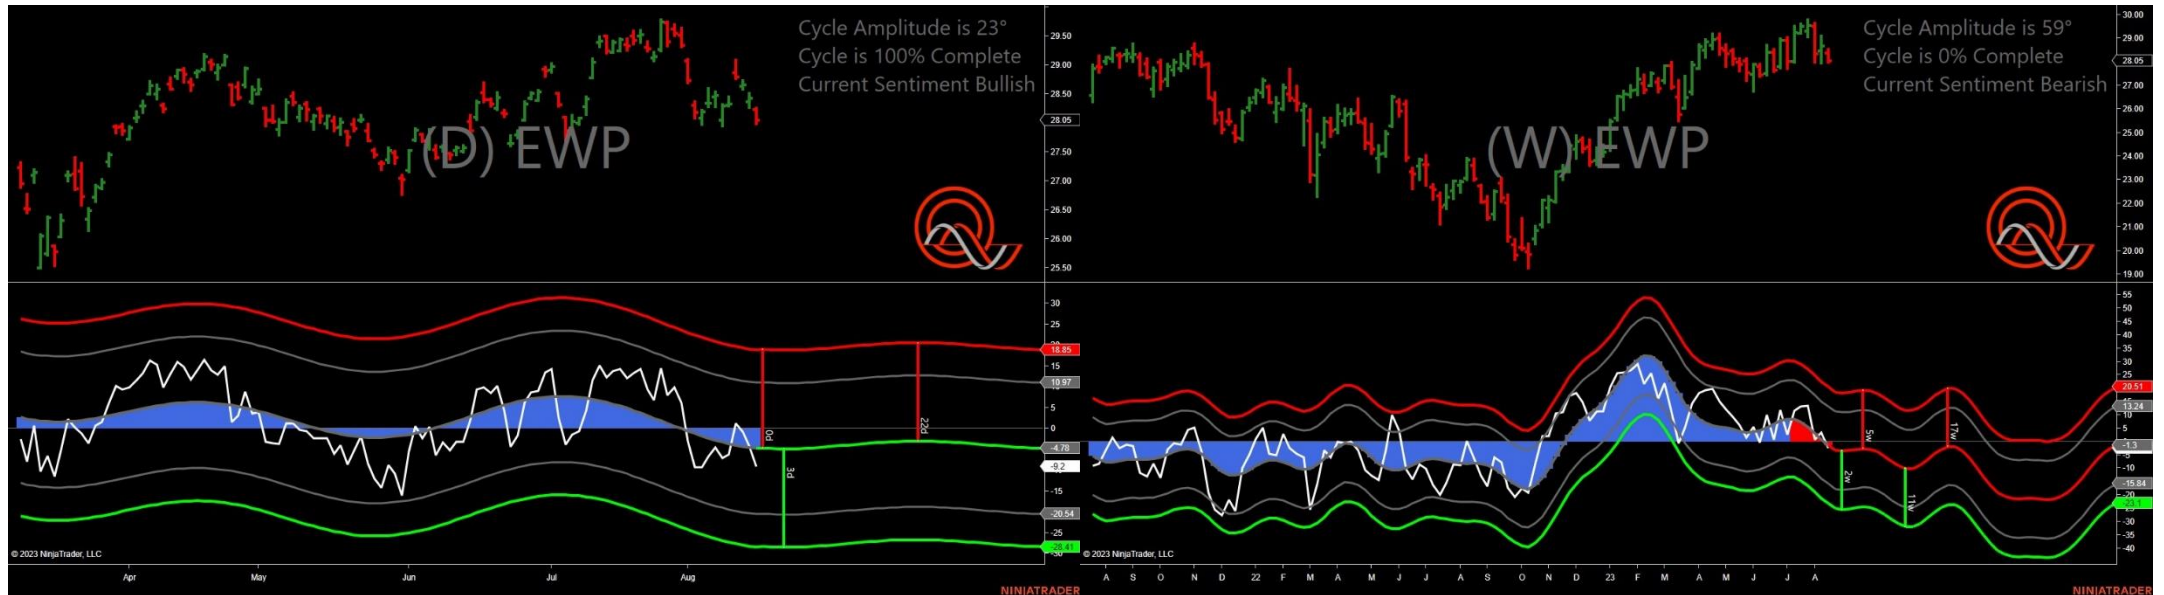 Cycle Amplitude is 23°
Cycle is 100% Complete
Current Sentiment Bullish
(D) EWP
29.50
29.00
28.50
28.05
27.50
27.00
26.50
26.00
25.50
30
25
15
5
0
-15
-25
18.85
10.97
-4.78
-9.2
-20.54
-28.41
0d
22d
3d
© 2023 NinjaTrader, LLC
Apr May Jun Jul Aug
NINJATRADER
Cycle Amplitude is 59°
Cycle is 0% Complete
Current Sentiment Bearish
(W) EWP
30.00
29.00
28.05
27.00
26.00
25.00
24.00
23.00
22.00
21.00
20.00
19.00
55
50
45
40
35
30
25
20.51
13.24
5
0
-1.3
-10
-15.84
-23.1
-30
-35
-40
5w
17w
2w
11w
© 2023 NinjaTrader, LLC
A S O N D 22 F M A M J J A S O N D 23 F M A M J J A
NINJATRADER